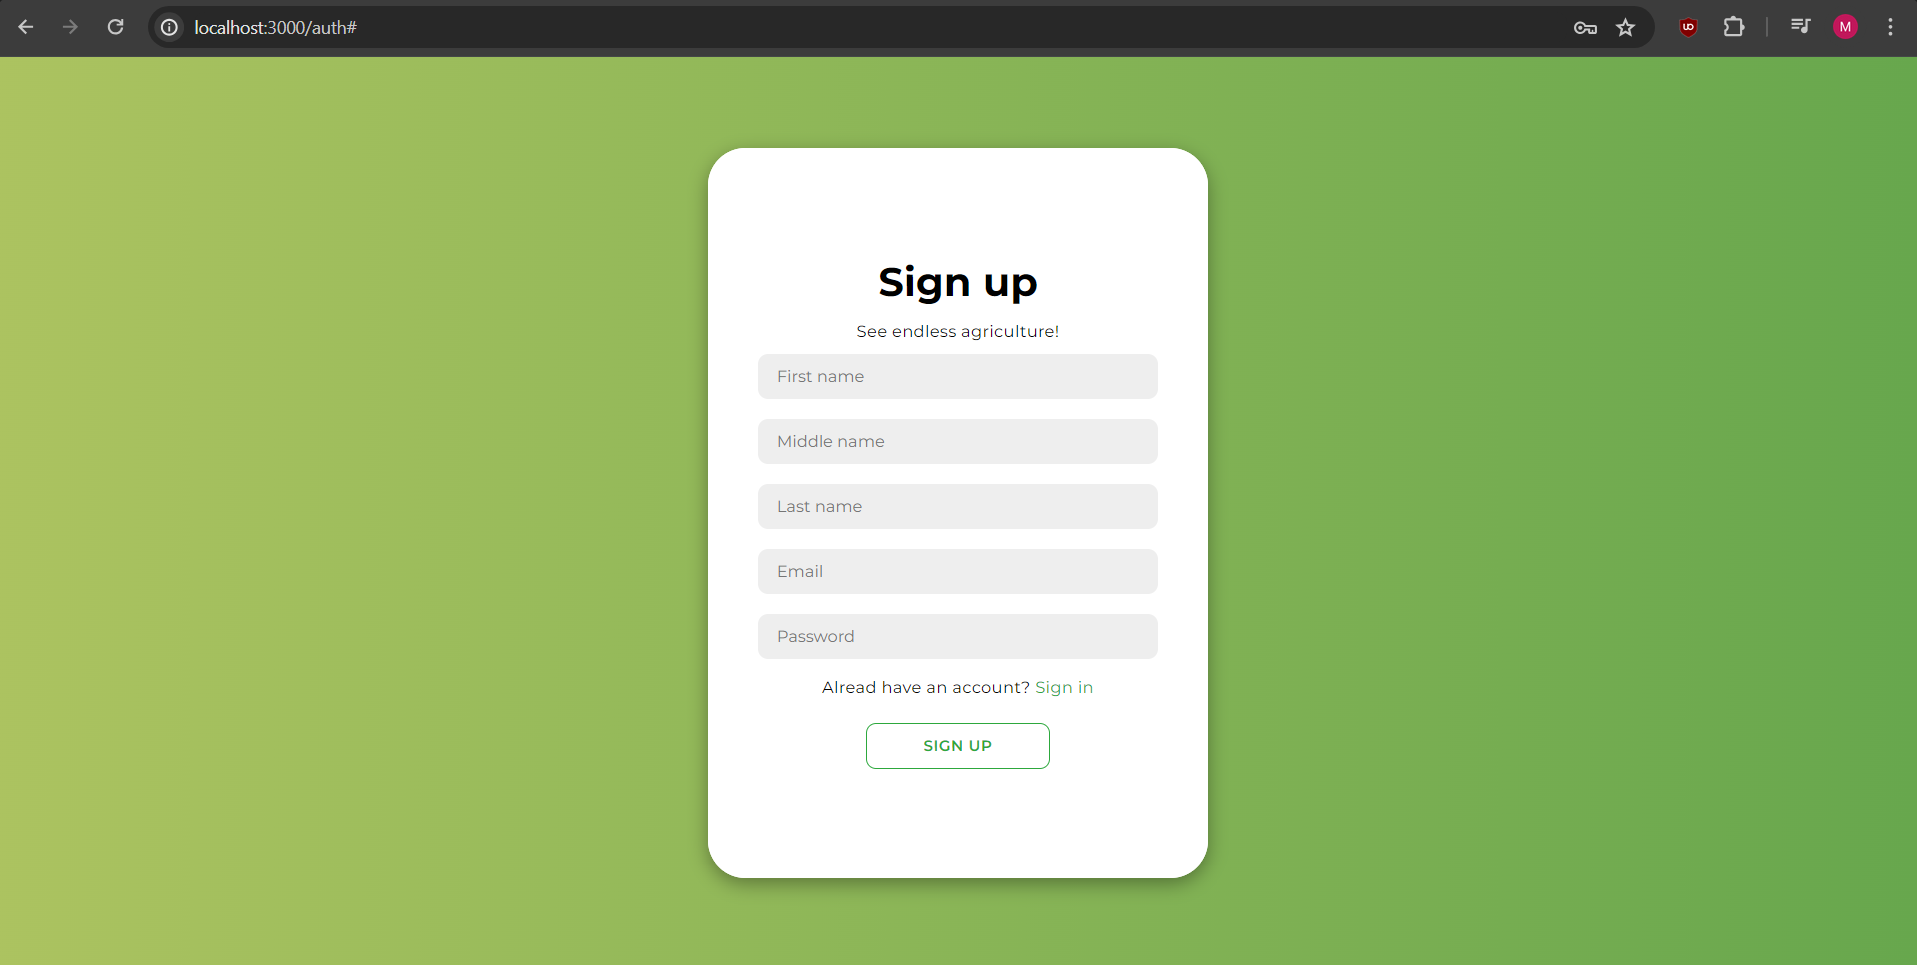 localhost:3000/auth#
M
Sign up
See endless agriculture!
First name
Middle name
Last name
Email
Password
Alread have an account? Sign in
SIGN UP